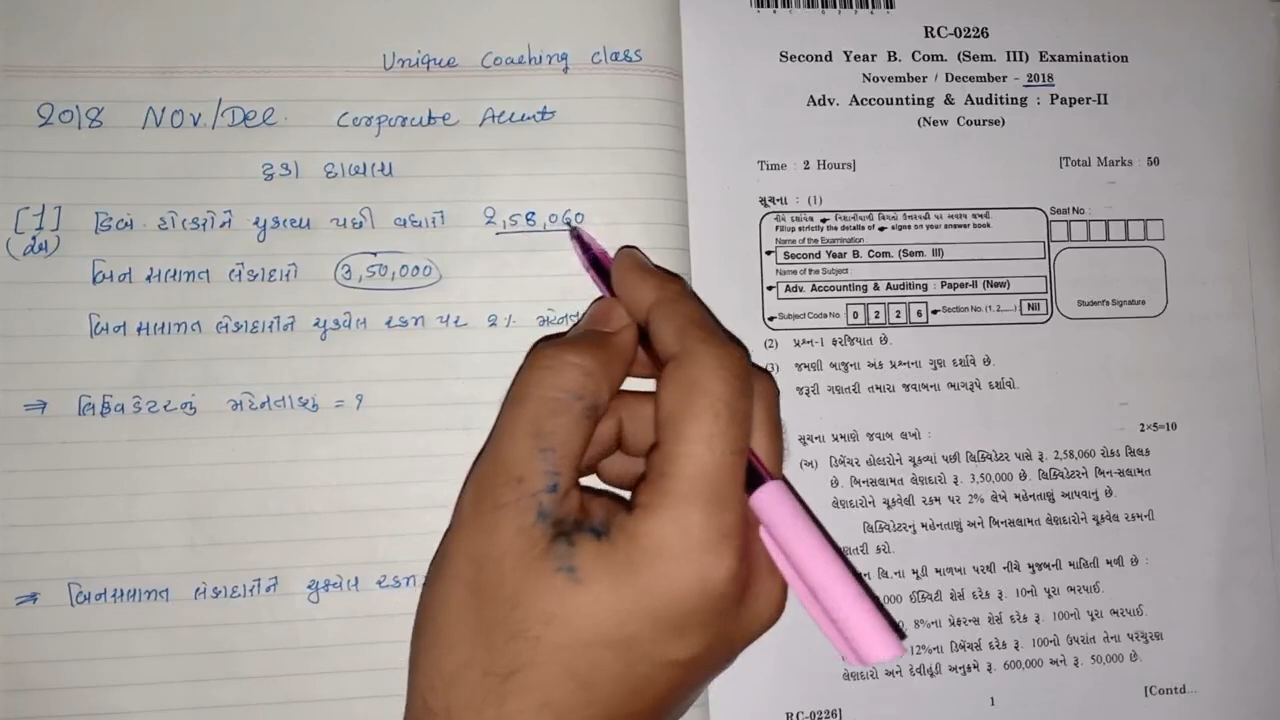 Unique Coaching Class
2018 Nov./Dec. Corporate
ટુંકા દાખલા
[1] ડિબે. હોલ્ડરોને ચુકવ્યા પછી વધારો 2,58,060
બિન સલામત લેણદારો 3,50,000
બિન સલામત લેણદારોને ચુકવેલ રકમ પર 2%
⇒ લિક્વિડેટરનું મહેનતાણું = ?
⇒ બિનસલામત લેણદારોને ચુકવેલ રકમ
RC-0226
Second Year B. Com. (Sem. III) Examination
November / December - 2018
Adv. Accounting & Auditing : Paper-II
(New Course)
Time : 2 Hours] [Total Marks : 50
સૂચના : (1)
નીચે દર્શાવેલ નિશાનીવાળી વિગતો ઉત્તરવહી પર અવશ્ય લખવી.
Fillup strictly the details of signs on your answer book.
Name of the Examination
Second Year B. Com. (Sem. III)
Name of the Subject :
Adv. Accounting & Auditing : Paper-II (New)
Subject Code No. : 0 2 2 6 Section No. (1, 2,.....) : Nil
Seat No. :
Student's Signature
(2) પ્રશ્ન-1 ફરજિયાત છે.
(3) જમણી બાજુના અંક પ્રશ્નના ગુણ દર્શાવે છે.
જરૂરી ગણતરી તમારા જવાબના ભાગરૂપે દર્શાવો.
સૂચના પ્રમાણે જવાબ લખો : 2×5=10
(અ) ડિબેંચર હોલ્ડરોને ચૂકવ્યાં પછી લિક્વિડેટર પાસે રૂ. 2,58,060 રોકડ સિલક
છે. બિનસલામત લેણદારો રૂ. 3,50,000 છે. લિક્વિડેટરને બિન-સલામત
લેણદારોને ચૂકવેલી રકમ પર 2% લેખે મહેનતાણું આપવાનું છે.
લિક્વિડેટરનું મહેનતાણું અને બિનસલામત લેણદારોને ચૂકવેલ રકમની
કરો.
લિ.ના મૂડી માળખા પરથી નીચે મુજબની માહિતી મળી છે :
000 ઈક્વિટી શેર્સ દરેક રૂ. 10નો પૂરા ભરપાઈ.
8%ના પ્રેફરન્સ શેર્સ દરેક રૂ. 100નો પૂરા ભરપાઈ.
12%ના ડિબેંચર્સ દરેક રૂ. 100નો ઉપરાંત તેના પરચુરણ
લેણદારો અને દેવીહૂંડી અનુક્રમે રૂ. 600,000 અને રૂ. 50,000 છે.
RC-0226] 1 [Contd...